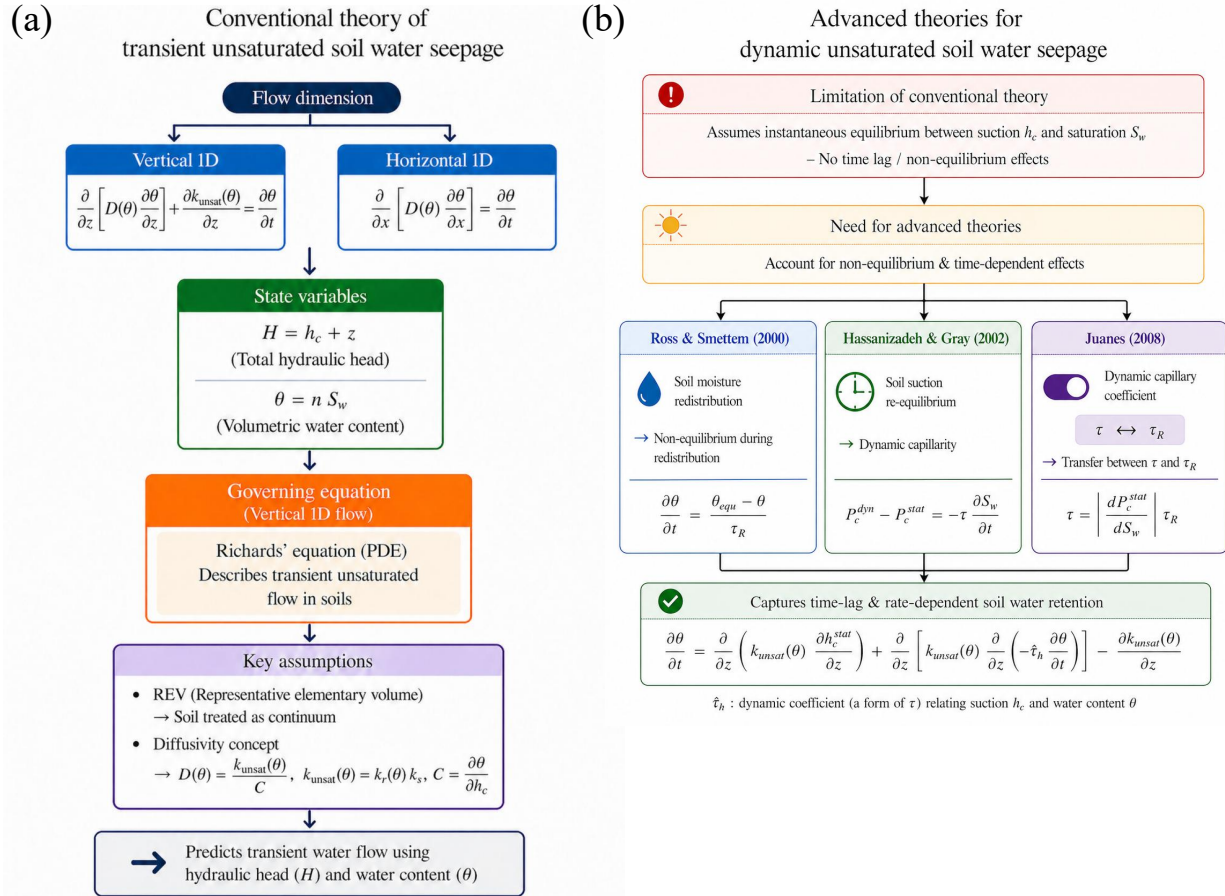 (a)
Conventional theory of
transient unsaturated soil water seepage
Flow dimension
Vertical 1D
∂/∂z [D(θ) ∂θ/∂z] + ∂k_unsat(θ)/∂z = ∂θ/∂t
Horizontal 1D
∂/∂x [D(θ) ∂θ/∂x] = ∂θ/∂t
State variables
H = h_c + z
(Total hydraulic head)
θ = n S_w
(Volumetric water content)
Governing equation
(Vertical 1D flow)
Richards’ equation (PDE)
Describes transient unsaturated
flow in soils
Key assumptions
• REV (Representative elementary volume)
→ Soil treated as continuum
• Diffusivity concept
→ D(θ) = k_unsat(θ)/C, k_unsat(θ) = k_r(θ) k_s, C = ∂θ/∂h_c
→ Predicts transient water flow using
hydraulic head (H) and water content (θ)
(b)
Advanced theories for
dynamic unsaturated soil water seepage
! Limitation of conventional theory
Assumes instantaneous equilibrium between suction h_c and saturation S_w
– No time lag / non-equilibrium effects
Need for advanced theories
Account for non-equilibrium & time-dependent effects
Ross & Smettem (2000)
Soil moisture
redistribution
→ Non-equilibrium during
redistribution
∂θ/∂t = (θ_equ − θ)/τ_R
Hassanizadeh & Gray (2002)
Soil suction
re-equilibrium
→ Dynamic capillarity
P_c^dyn − P_c^stat = −τ ∂S_w/∂t
Juanes (2008)
Dynamic capillary
coefficient
τ ↔ τ_R
→ Transfer between τ and τ_R
τ = | dP_c^stat/dS_w | τ_R
Captures time-lag & rate-dependent soil water retention
∂θ/∂t = ∂/∂z (k_unsat(θ) ∂h_c^stat/∂z) + ∂/∂z [k_unsat(θ) ∂/∂z (−τ̂_h ∂θ/∂t)] − ∂k_unsat(θ)/∂z
τ̂_h : dynamic coefficient (a form of τ) relating suction h_c and water content θ